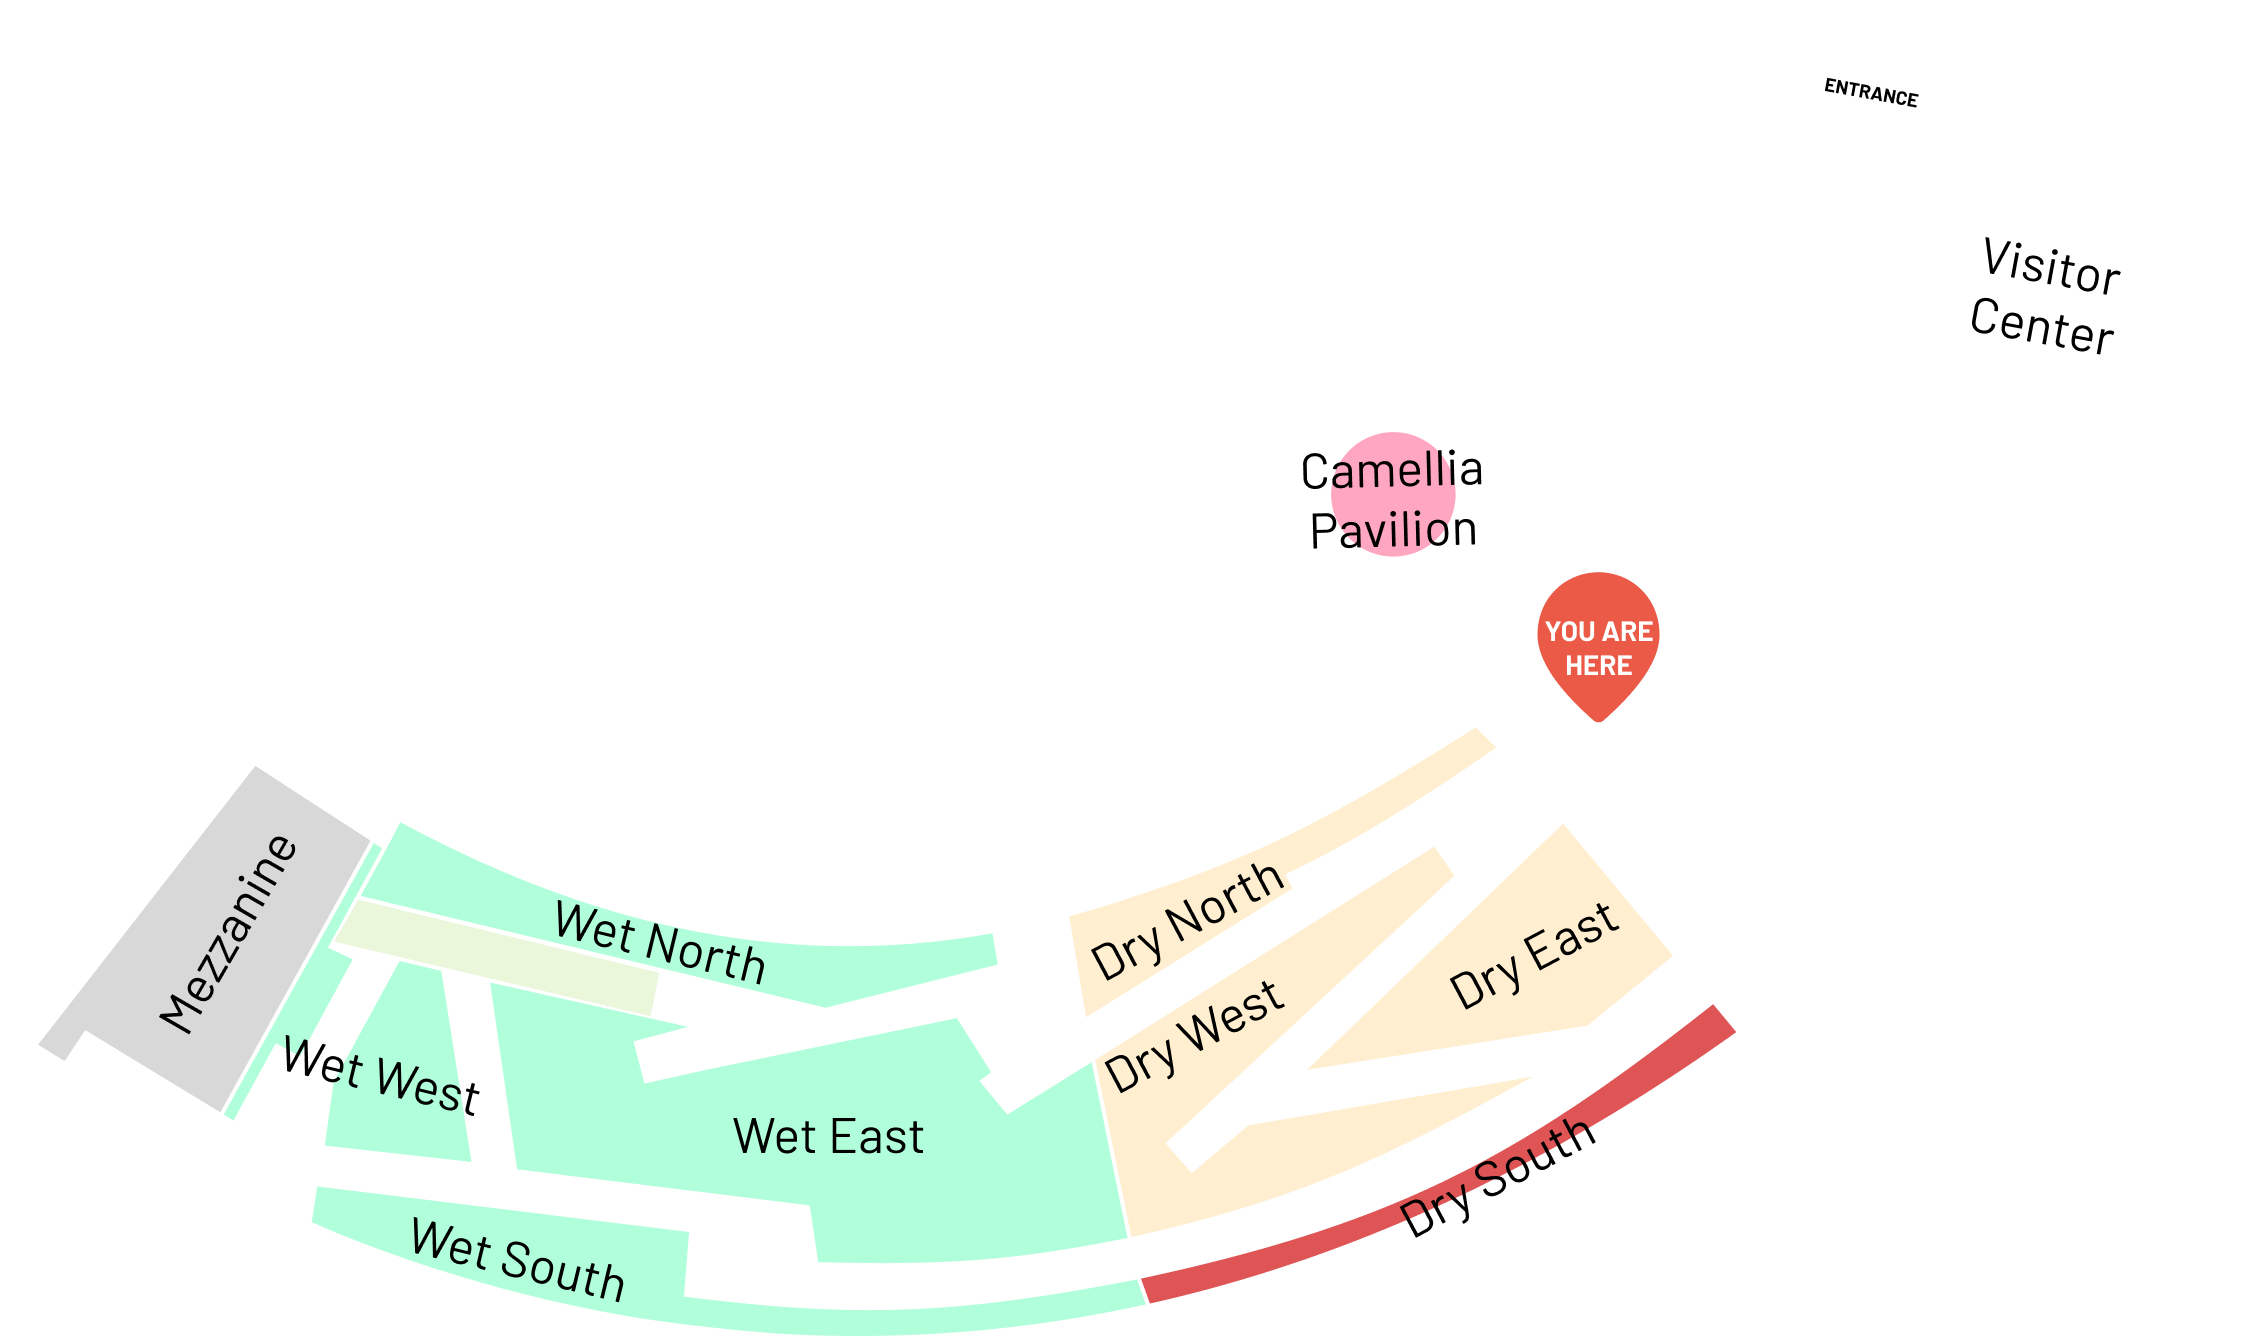 ENTRANCE
Visitor
Center
Camellia
Pavilion
YOU ARE
HERE
Mezzanine
Wet North
Dry North
Dry East
Dry West
Wet West
Wet East
Dry South
Wet South